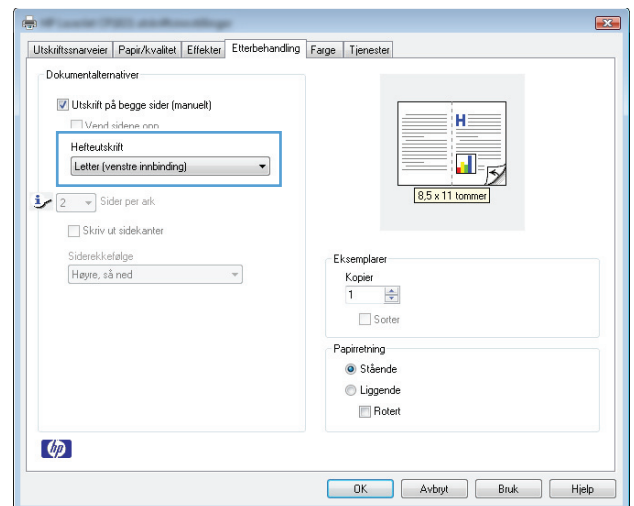 Utskriftssnarveier Papir/kvalitet Effekter Etterbehandling Farge Tjenester
Dokumentalternativer
Utskrift på begge sider (manuelt)
Vend sidene opp
Hefteutskrift
Letter (venstre innbinding)
2 Sider per ark
Skriv ut sidekanter
Siderekkefølge
Høyre, så ned
H
8,5 x 11 tommer
Eksemplarer
Kopier
1
Sorter
Papirretning
Stående
Liggende
Rotert
hp
OK Avbryt Bruk Hjelp